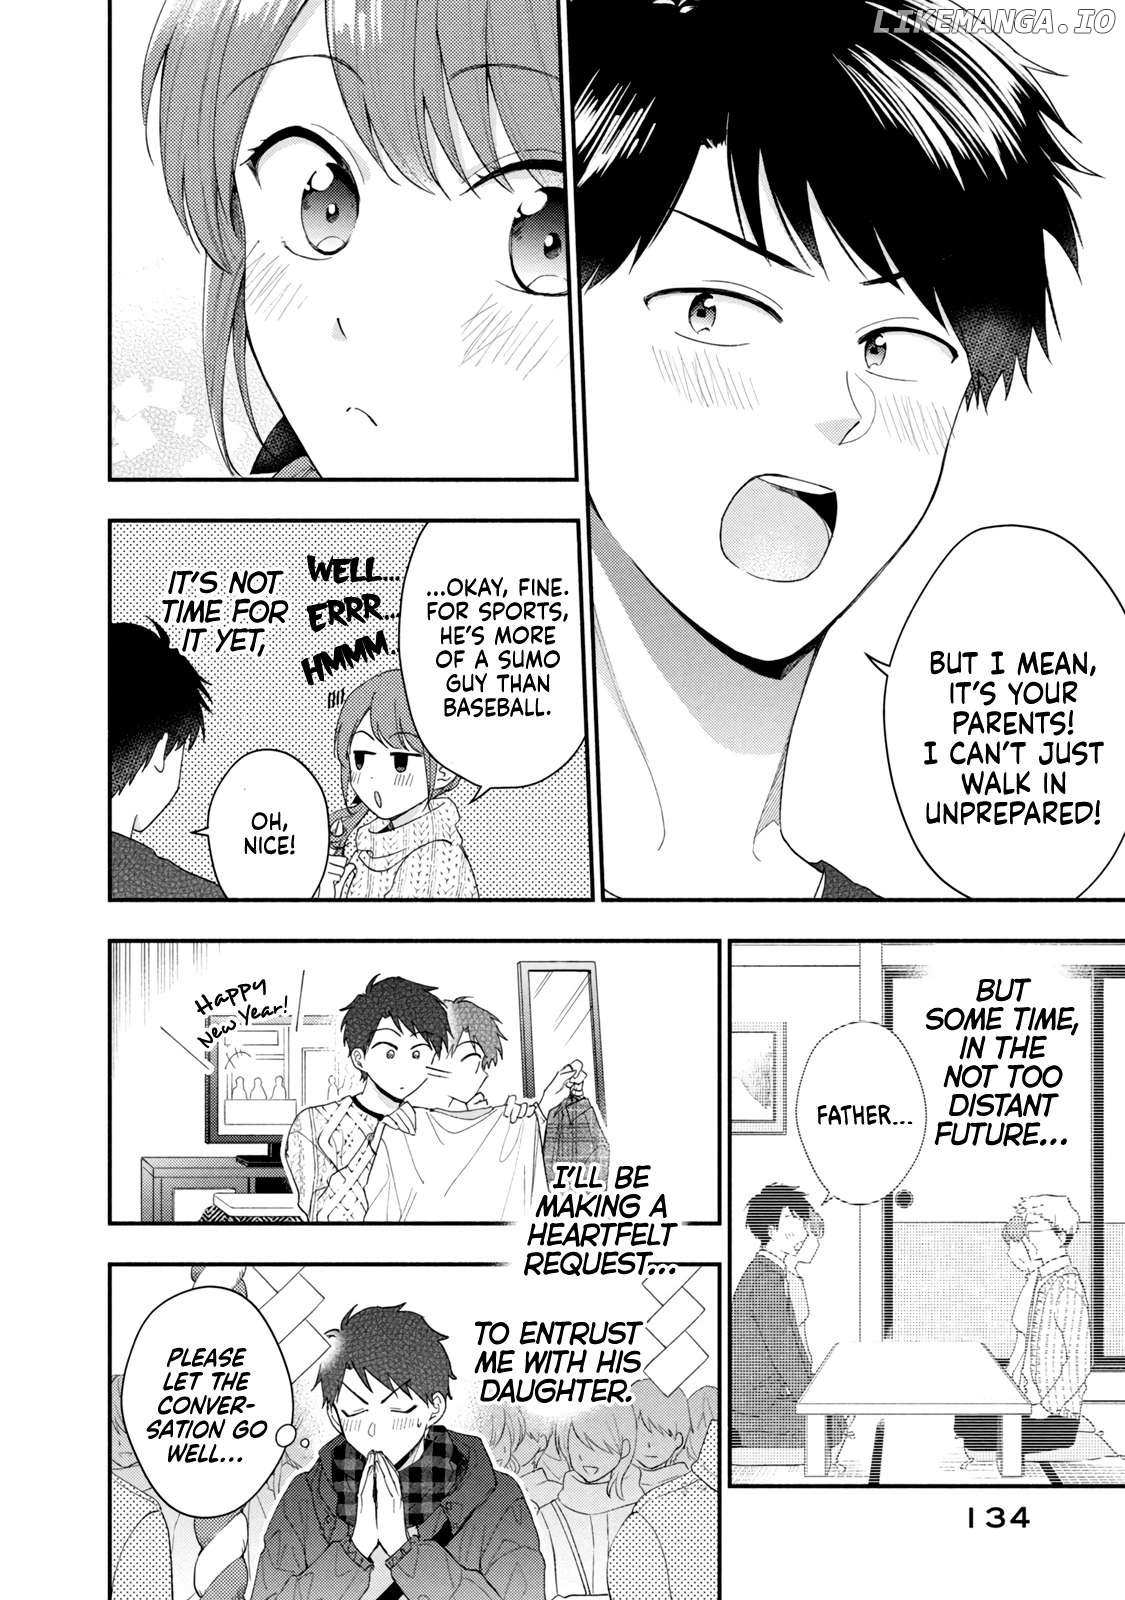 LIKEMANGA.IO
BUT I MEAN,
IT'S YOUR
PARENTS!
I CAN'T JUST
WALK IN
UNPREPARED!
...OKAY, FINE.
FOR SPORTS,
HE'S MORE
OF A SUMO
GUY THAN
BASEBALL.
WELL...
ERRR...
HMMM...
OH,
NICE!
IT'S NOT
TIME FOR
IT YET,
BUT
SOME TIME,
IN THE
NOT TOO
DISTANT
FUTURE...
FATHER...
Happy
New Year!
I'LL BE
MAKING A
HEARTFELT
REQUEST...
TO ENTRUST
ME WITH HIS
DAUGHTER.
PLEASE
LET THE
CONVER-
SATION GO
WELL...
134